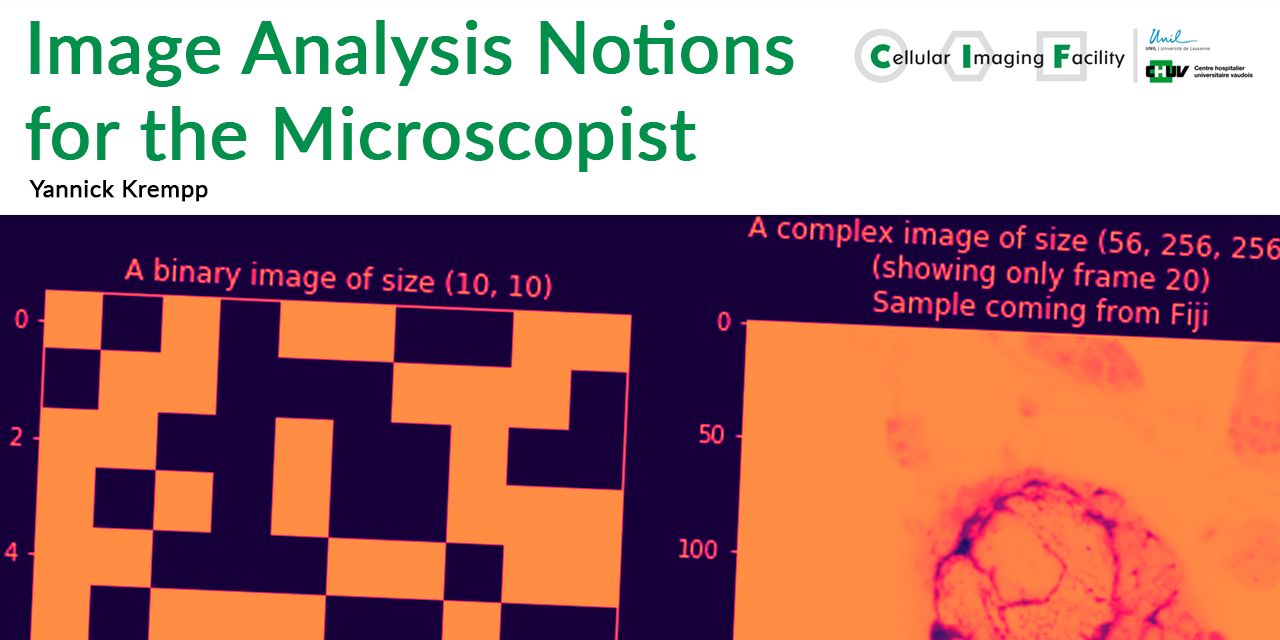 Image Analysis Notions
for the Microscopist
Yannick Krempp
Cellular Imaging Facility
Unil
UNIL | Université de Lausanne
CHUV
Centre hospitalier
universitaire vaudois
A binary image of size (10, 10)
0
2
4
A complex image of size (56, 256, 256
(showing only frame 20)
Sample coming from Fiji
0
50
100